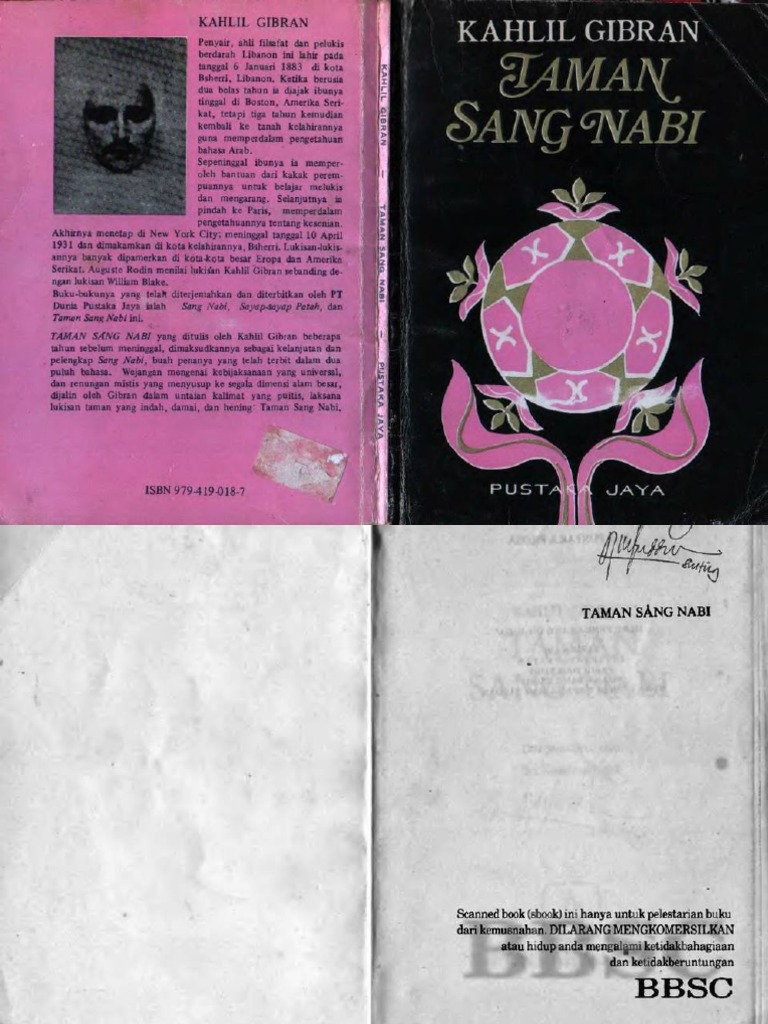 KAHLIL GIBRAN
Penyair, ahli filsafat dan pelukis
berdarah Libanon ini lahir pada
tanggal 6 Januari 1883 di kota
Bsherri, Libanon. Ketika berusia
dua belas tahun ia diajak ibunya
tinggal di Boston, Amerika Seri-
kat, tetapi tiga tahun kemudian
kembali ke tanah kelahirannya
guna memperdalam pengetahuan
bahasa Arab.
Sepeninggal ibunya ia memper-
oleh bantuan dari kakak perem-
puannya untuk belajar melukis
dan mengarang. Selanjutnya ia
pindah ke Paris, memperdalam
pengetahuannya tentang kesenian.
Akhirnya menetap di New York City; meninggal tanggal 10 April
1931 dan dimakamkan di kota kelahirannya, Bsherri. Lukisan-lukis-
annya banyak dipamerkan di kota-kota besar Eropa dan Amerika
Serikat. Auguste Rodin menilai lukisan Kahlil Gibran sebanding de-
ngan lukisan William Blake.
Buku-bukunya yang telah diterjemahkan dan diterbitkan oleh PT
Dunia Pustaka Jaya ialah Sang Nabi, Sayap-sayap Patah, dan
Taman Sang Nabi ini.
TAMAN SANG NABI yang ditulis oleh Kahlil Gibran beberapa
tahun sebelum meninggal, dimaksudkannya sebagai kelanjutan dan
pelengkap Sang Nabi, buah penanya yang telah terbit dalam dua
puluh bahasa. Wejangan mengenai kebijaksanaan yang universal,
dan renungan mistis yang menyusup ke segala dimensi alam besar,
dijalin oleh Gibran dalam untaian kalimat yang puitis, laksana
lukisan taman yang indah, damai, dan hening: Taman Sang Nabi.
ISBN 979-419-018-7
KAHLIL GIBRAN — TAMAN SANG NABI — PUSTAKA JAYA
KAHLIL GIBRAN
TAMAN
SANG NABI
PUSTAKA JAYA
TAMAN SANG NABI
Scanned book (sbook) ini hanya untuk pelestarian buku
dari kemusnahan. DILARANG MENGKOMERSILKAN
atau hidup anda mengalami ketidakbahagiaan
dan ketidakberuntungan
BBSC